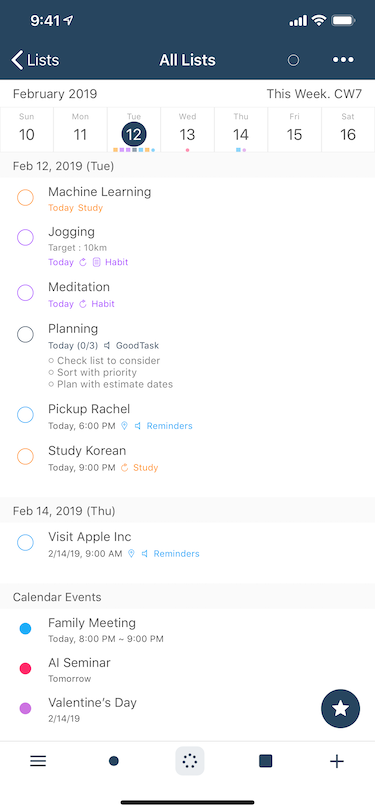 9:41
Lists
All Lists
February 2019
This Week. CW7
Sun Mon Tue Wed Thu Fri Sat
10 11 12 13 14 15 16
Feb 12, 2019 (Tue)
Machine Learning
Today Study
Jogging
Target : 10km
Today Habit
Meditation
Today Habit
Planning
Today (0/3) GoodTask
Check list to consider
Sort with priority
Plan with estimate dates
Pickup Rachel
Today, 6:00 PM Reminders
Study Korean
Today, 9:00 PM Study
Feb 14, 2019 (Thu)
Visit Apple Inc
2/14/19, 9:00 AM Reminders
Calendar Events
Family Meeting
Today, 8:00 PM ~ 9:00 PM
AI Seminar
Tomorrow
Valentine’s Day
2/14/19